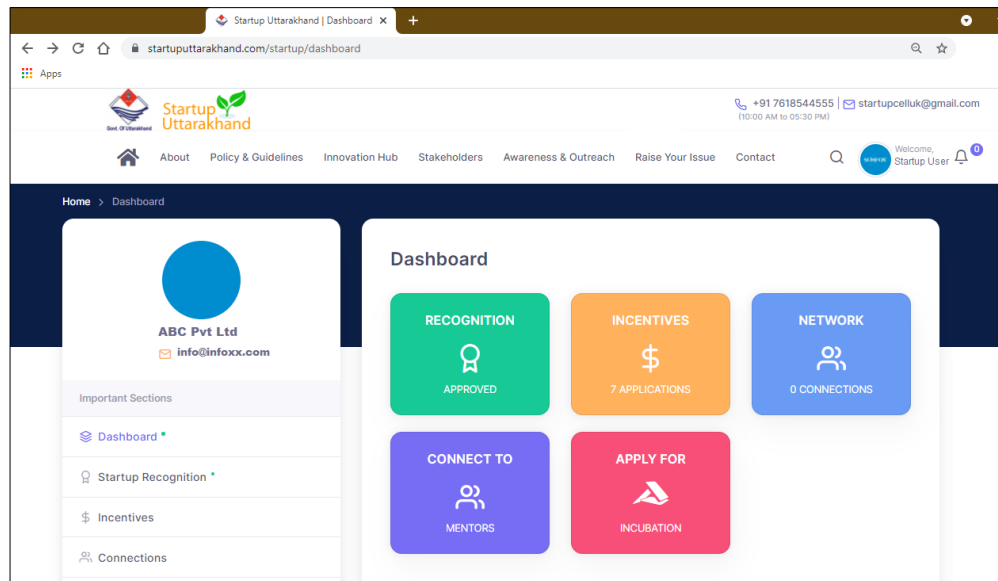 Startup Uttarakhand | Dashboard
startuputtarakhand.com/startup/dashboard
Apps
Govt. Of Uttarakhand
Startup
Uttarakhand
+91 7618544555 | startupcelluk@gmail.com
(10:00 AM to 05:30 PM)
About Policy & Guidelines Innovation Hub Stakeholders Awareness & Outreach Raise Your Issue Contact
Welcome,
Startup User
0
Home > Dashboard
ABC Pvt Ltd
info@infoxx.com
Important Sections
Dashboard
Startup Recognition
Incentives
Connections
Dashboard
RECOGNITION
APPROVED
INCENTIVES
7 APPLICATIONS
NETWORK
0 CONNECTIONS
CONNECT TO
MENTORS
APPLY FOR
INCUBATION